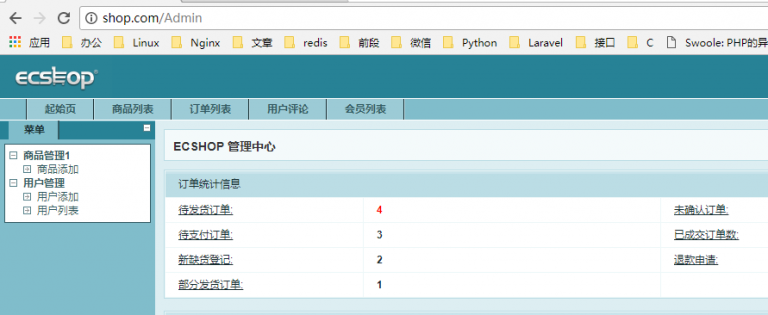 shop.com/Admin
应用 办公 Linux Nginx 文章 redis 前段 微信 Python Laravel 接口 C Swoole: PHP的异
ecshop®
起始页 商品列表 订单列表 用户评论 会员列表
菜单
商品管理1
商品添加
用户管理
用户添加
用户列表
ECSHOP 管理中心
订单统计信息
待发货订单: 4 未确认订单:
待支付订单: 3 已成交订单数:
新缺货登记: 2 退款申请:
部分发货订单: 1